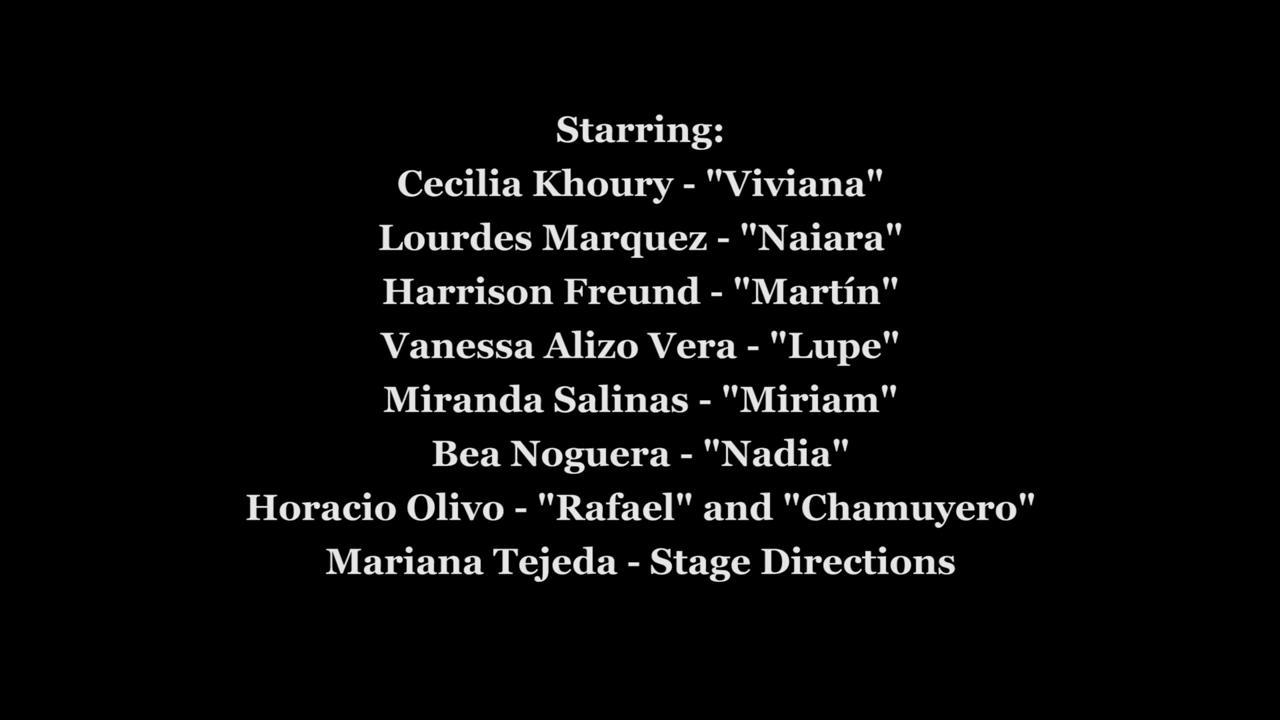 Starring:
Cecilia Khoury - "Viviana"
Lourdes Marquez - "Naiara"
Harrison Freund - "Martín"
Vanessa Alizo Vera - "Lupe"
Miranda Salinas - "Miriam"
Bea Noguera - "Nadia"
Horacio Olivo - "Rafael" and "Chamuyero"
Mariana Tejeda - Stage Directions